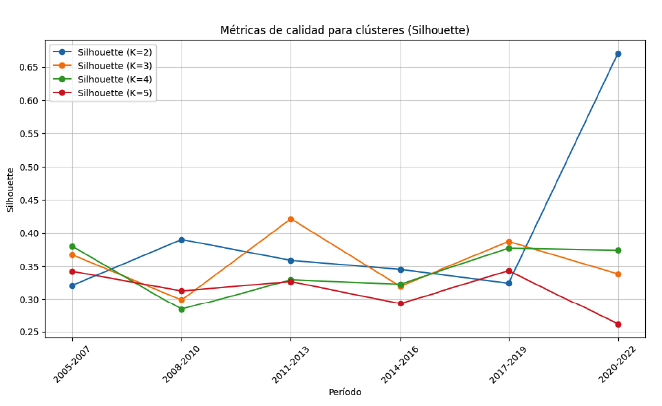 Métricas de calidad para clústeres (Silhouette)
Silhouette (K=2)
Silhouette (K=3)
Silhouette (K=4)
Silhouette (K=5)
0.65
0.60
0.55
0.50
0.45
0.40
0.35
0.30
0.25
Silhouette
2005-2007
2008-2010
2011-2013
2014-2016
2017-2019
2020-2022
Período